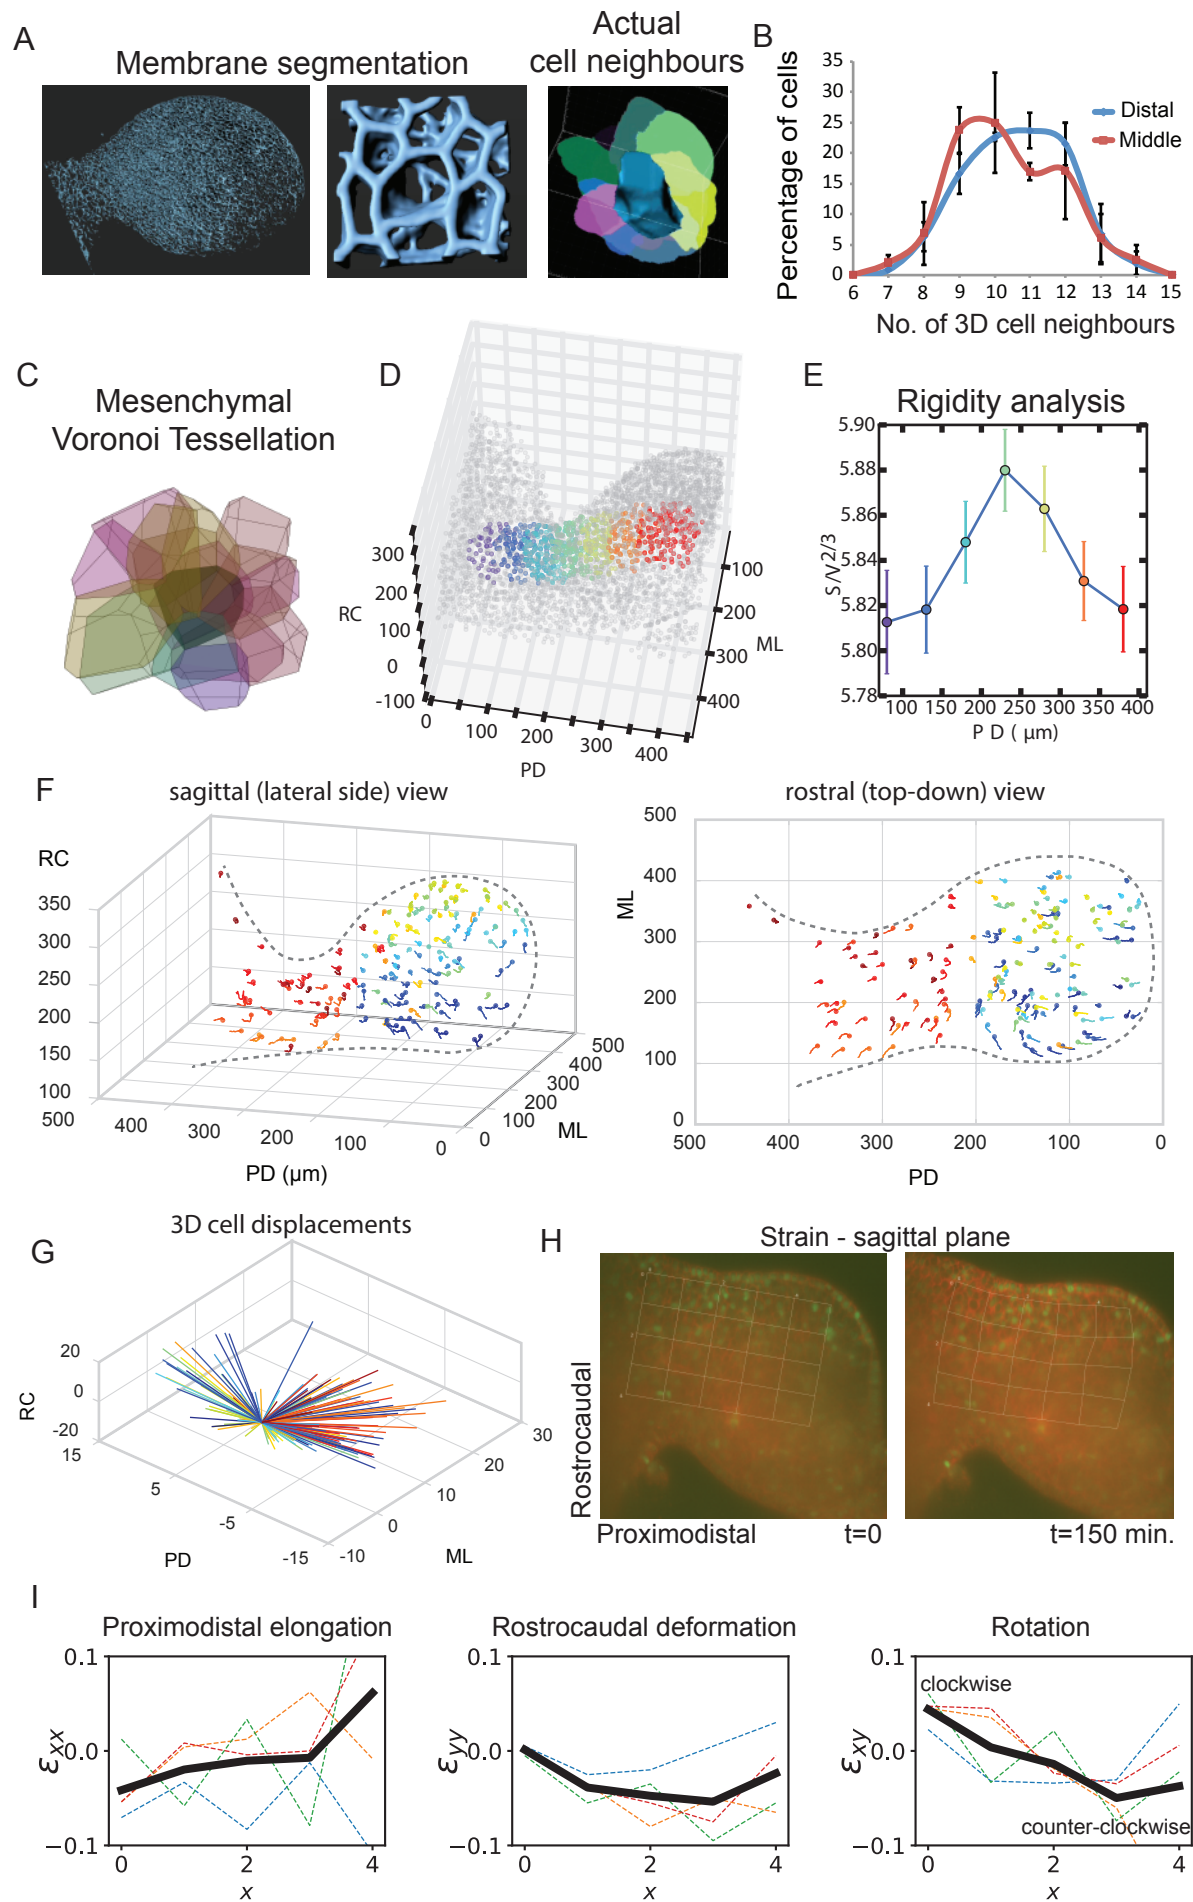 A
Membrane segmentation
Actual
cell neighbours
B
Percentage of cells
35
30
25
20
15
10
5
0
Distal
Middle
6 7 8 9 10 11 12 13 14 15
No. of 3D cell neighbours
C
Mesenchymal
Voronoi Tessellation
D
300
200
100
0
-100
RC
0 100 200 300 400
PD
100
200
300
400
ML
E
Rigidity analysis
5.90
5.88
5.86
5.84
5.82
5.80
5.78
S/V^2/3
100 150 200 250 300 350 400
PD (µm)
F
sagittal (lateral side) view
RC
350
300
250
200
150
100
500 400 300 200 100 0
PD (µm)
0 100 200 300 400 500
ML
rostral (top-down) view
500
400
300
200
100
0
ML
500 400 300 200 100 0
PD
G
3D cell displacements
20
0
-20
RC
15 5 -5 -15
PD
-10 0 10 20 30
ML
H
Strain - sagittal plane
Rostrocaudal
Proximodistal t=0
t=150 min.
I
Proximodistal elongation
0.1
0.0
−0.1
εxx
0 2 4
x
Rostrocaudal deformation
0.1
0.0
−0.1
εyy
0 2 4
x
Rotation
0.1
0.0
−0.1
εxy
clockwise
counter-clockwise
0 2 4
x